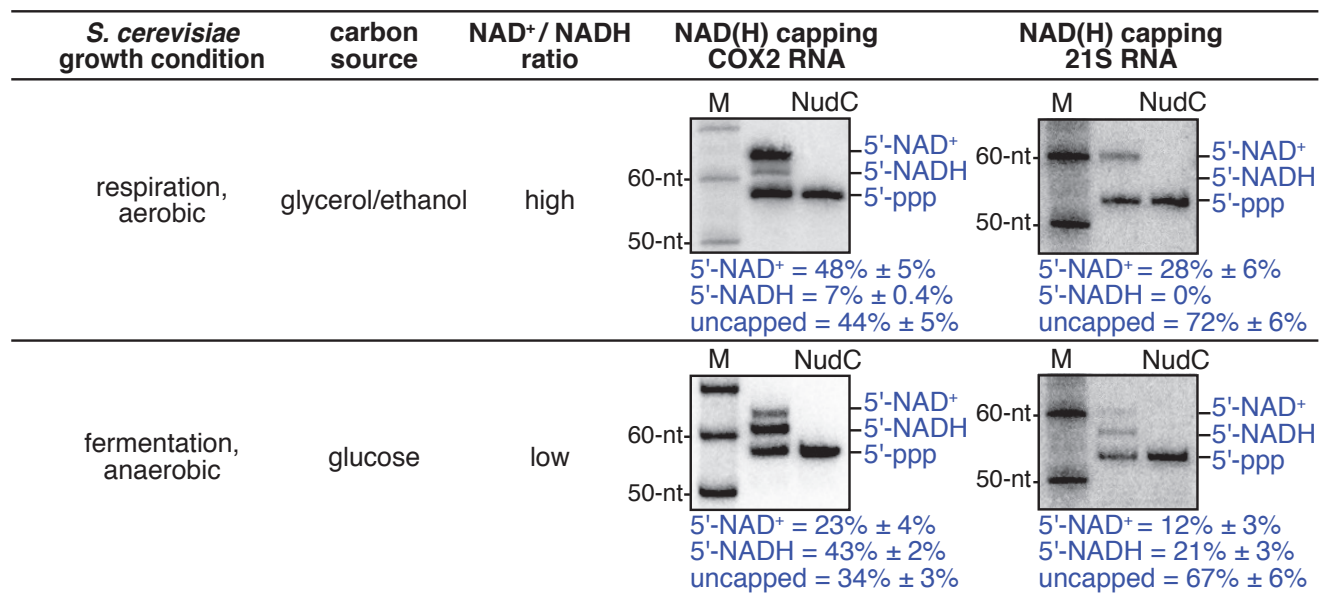 S. cerevisiae
growth condition
carbon
source
NAD⁺/ NADH
ratio
NAD(H) capping
COX2 RNA
NAD(H) capping
21S RNA
respiration,
aerobic
glycerol/ethanol
high
M NudC
5'-NAD⁺
5'-NADH
60-nt
5'-ppp
50-nt
5'-NAD⁺ = 48% ± 5%
5'-NADH = 7% ± 0.4%
uncapped = 44% ± 5%
M NudC
60-nt
5'-NAD⁺
5'-NADH
5'-ppp
50-nt
5'-NAD⁺ = 28% ± 6%
5'-NADH = 0%
uncapped = 72% ± 6%
fermentation,
anaerobic
glucose
low
M NudC
5'-NAD⁺
60-nt
5'-NADH
5'-ppp
50-nt
5'-NAD⁺ = 23% ± 4%
5'-NADH = 43% ± 2%
uncapped = 34% ± 3%
M NudC
60-nt
5'-NAD⁺
5'-NADH
5'-ppp
50-nt
5'-NAD⁺ = 12% ± 3%
5'-NADH = 21% ± 3%
uncapped = 67% ± 6%